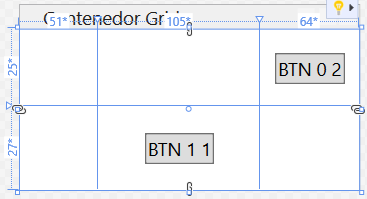 Contenedor Grid
51* 105* 64*
25*
BTN 0 2
27*
BTN 1 1